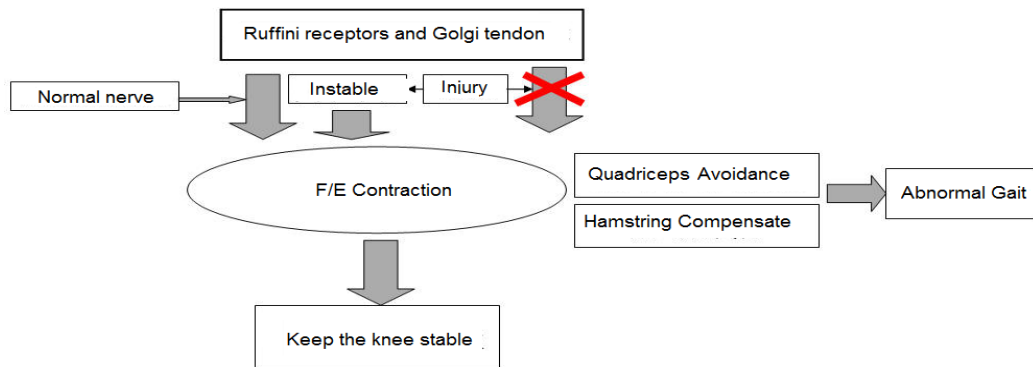 Ruffini receptors and Golgi tendon
Normal nerve
Instable
Injury
F/E Contraction
Quadriceps Avoidance
Hamstring Compensate
Abnormal Gait
Keep the knee stable